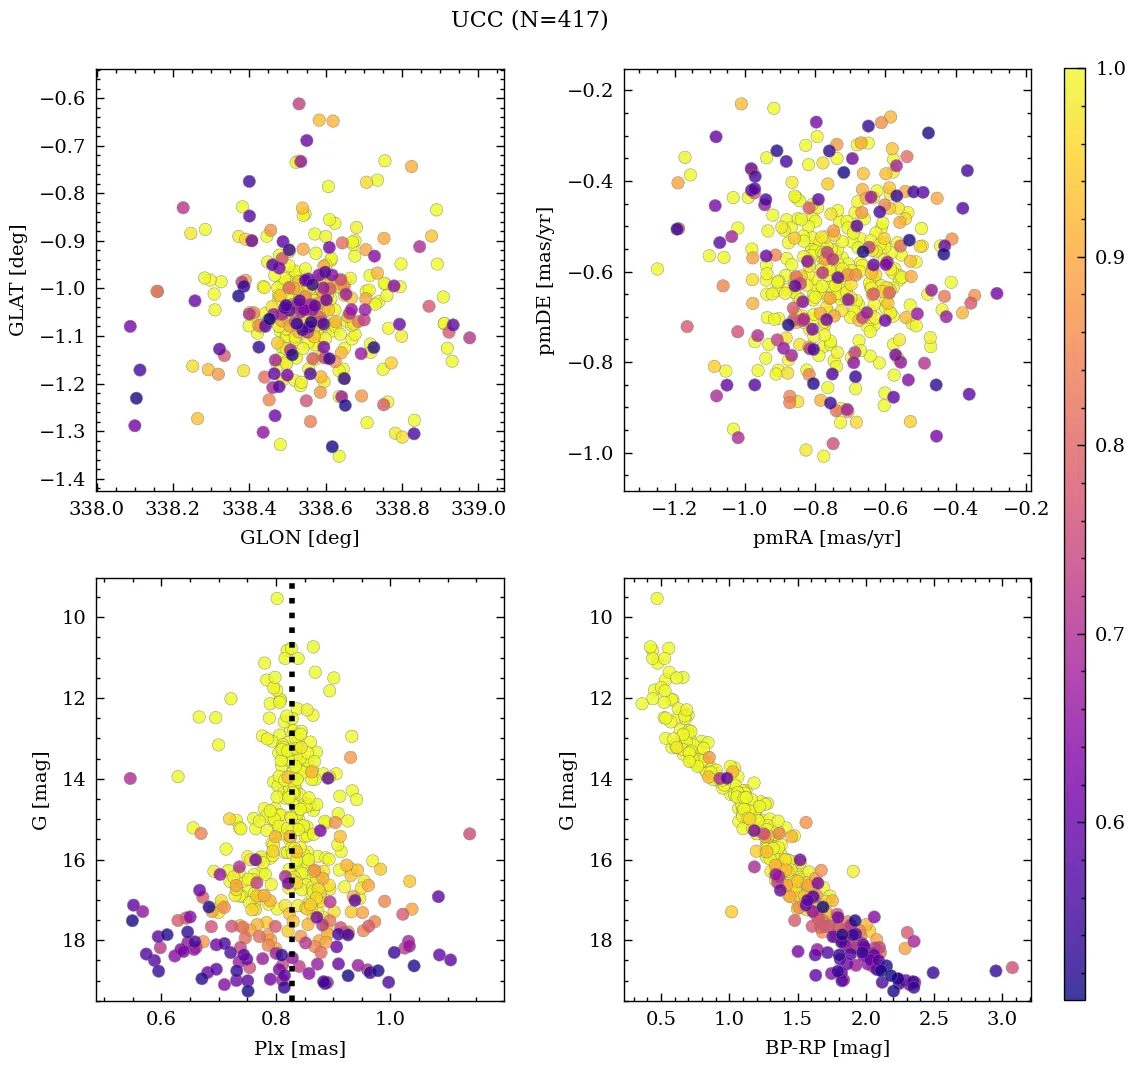 UCC (N=417)
−0.6
−0.7
−0.8
−0.9
−1.0
−1.1
−1.2
−1.3
−1.4
GLAT [deg]
338.0 338.2 338.4 338.6 338.8 339.0
GLON [deg]
−0.2
−0.4
−0.6
−0.8
−1.0
pmDE [mas/yr]
−1.2 −1.0 −0.8 −0.6 −0.4 −0.2
pmRA [mas/yr]
10
12
14
16
18
G [mag]
0.6 0.8 1.0
Plx [mas]
10
12
14
16
18
G [mag]
0.5 1.0 1.5 2.0 2.5 3.0
BP-RP [mag]
1.0
0.9
0.8
0.7
0.6